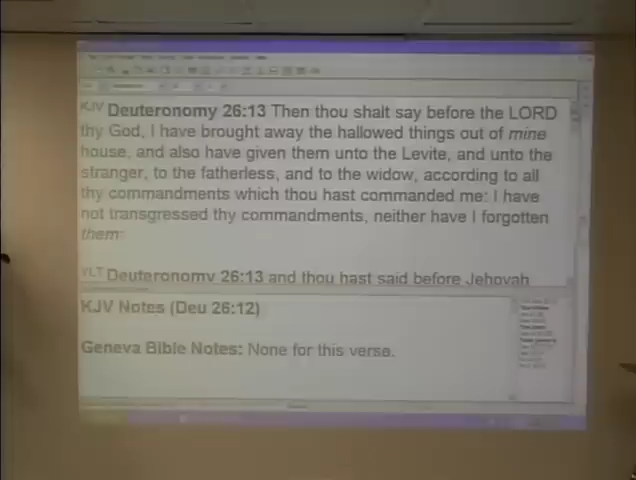 KJV Deuteronomy 26:13 Then thou shalt say before the LORD
thy God, I have brought away the hallowed things out of mine
house, and also have given them unto the Levite, and unto the
stranger, to the fatherless, and to the widow, according to all
thy commandments which thou hast commanded me: I have
not transgressed thy commandments, neither have I forgotten
them:
YLT Deuteronomy 26:13 and thou hast said before Jehovah
KJV Notes (Deu 26:12)
Geneva Bible Notes: None for this verse.